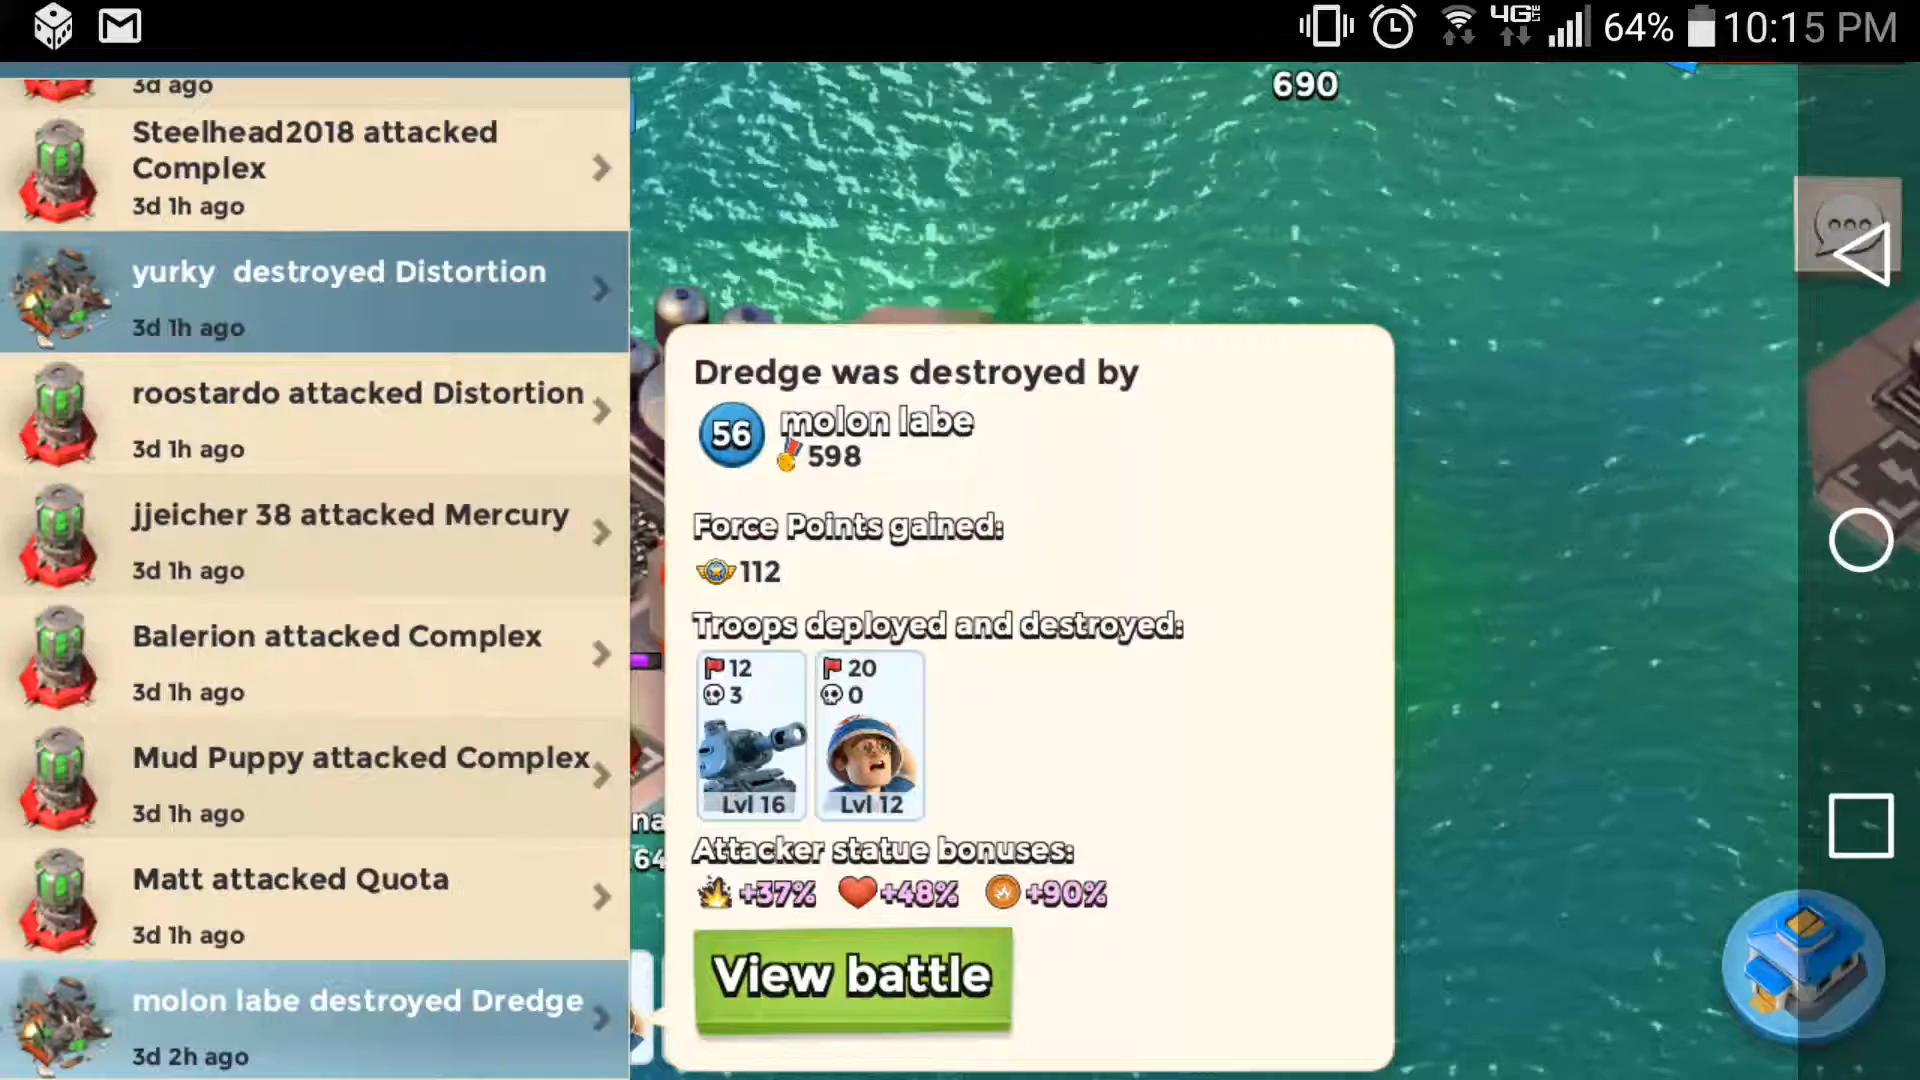 4G LTE 64% 10:15 PM
3d ago
Steelhead2018 attacked
Complex
3d 1h ago
yurky destroyed Distortion
3d 1h ago
roostardo attacked Distortion
3d 1h ago
jjeicher 38 attacked Mercury
3d 1h ago
Balerion attacked Complex
3d 1h ago
Mud Puppy attacked Complex
3d 1h ago
Matt attacked Quota
3d 1h ago
molon labe destroyed Dredge
3d 2h ago
690
na
64
Dredge was destroyed by
56
molon labe
598
Force Points gained:
112
Troops deployed and destroyed:
12 20
3 0
Lvl 16 Lvl 12
Attacker statue bonuses:
+37% +48% +90%
View battle